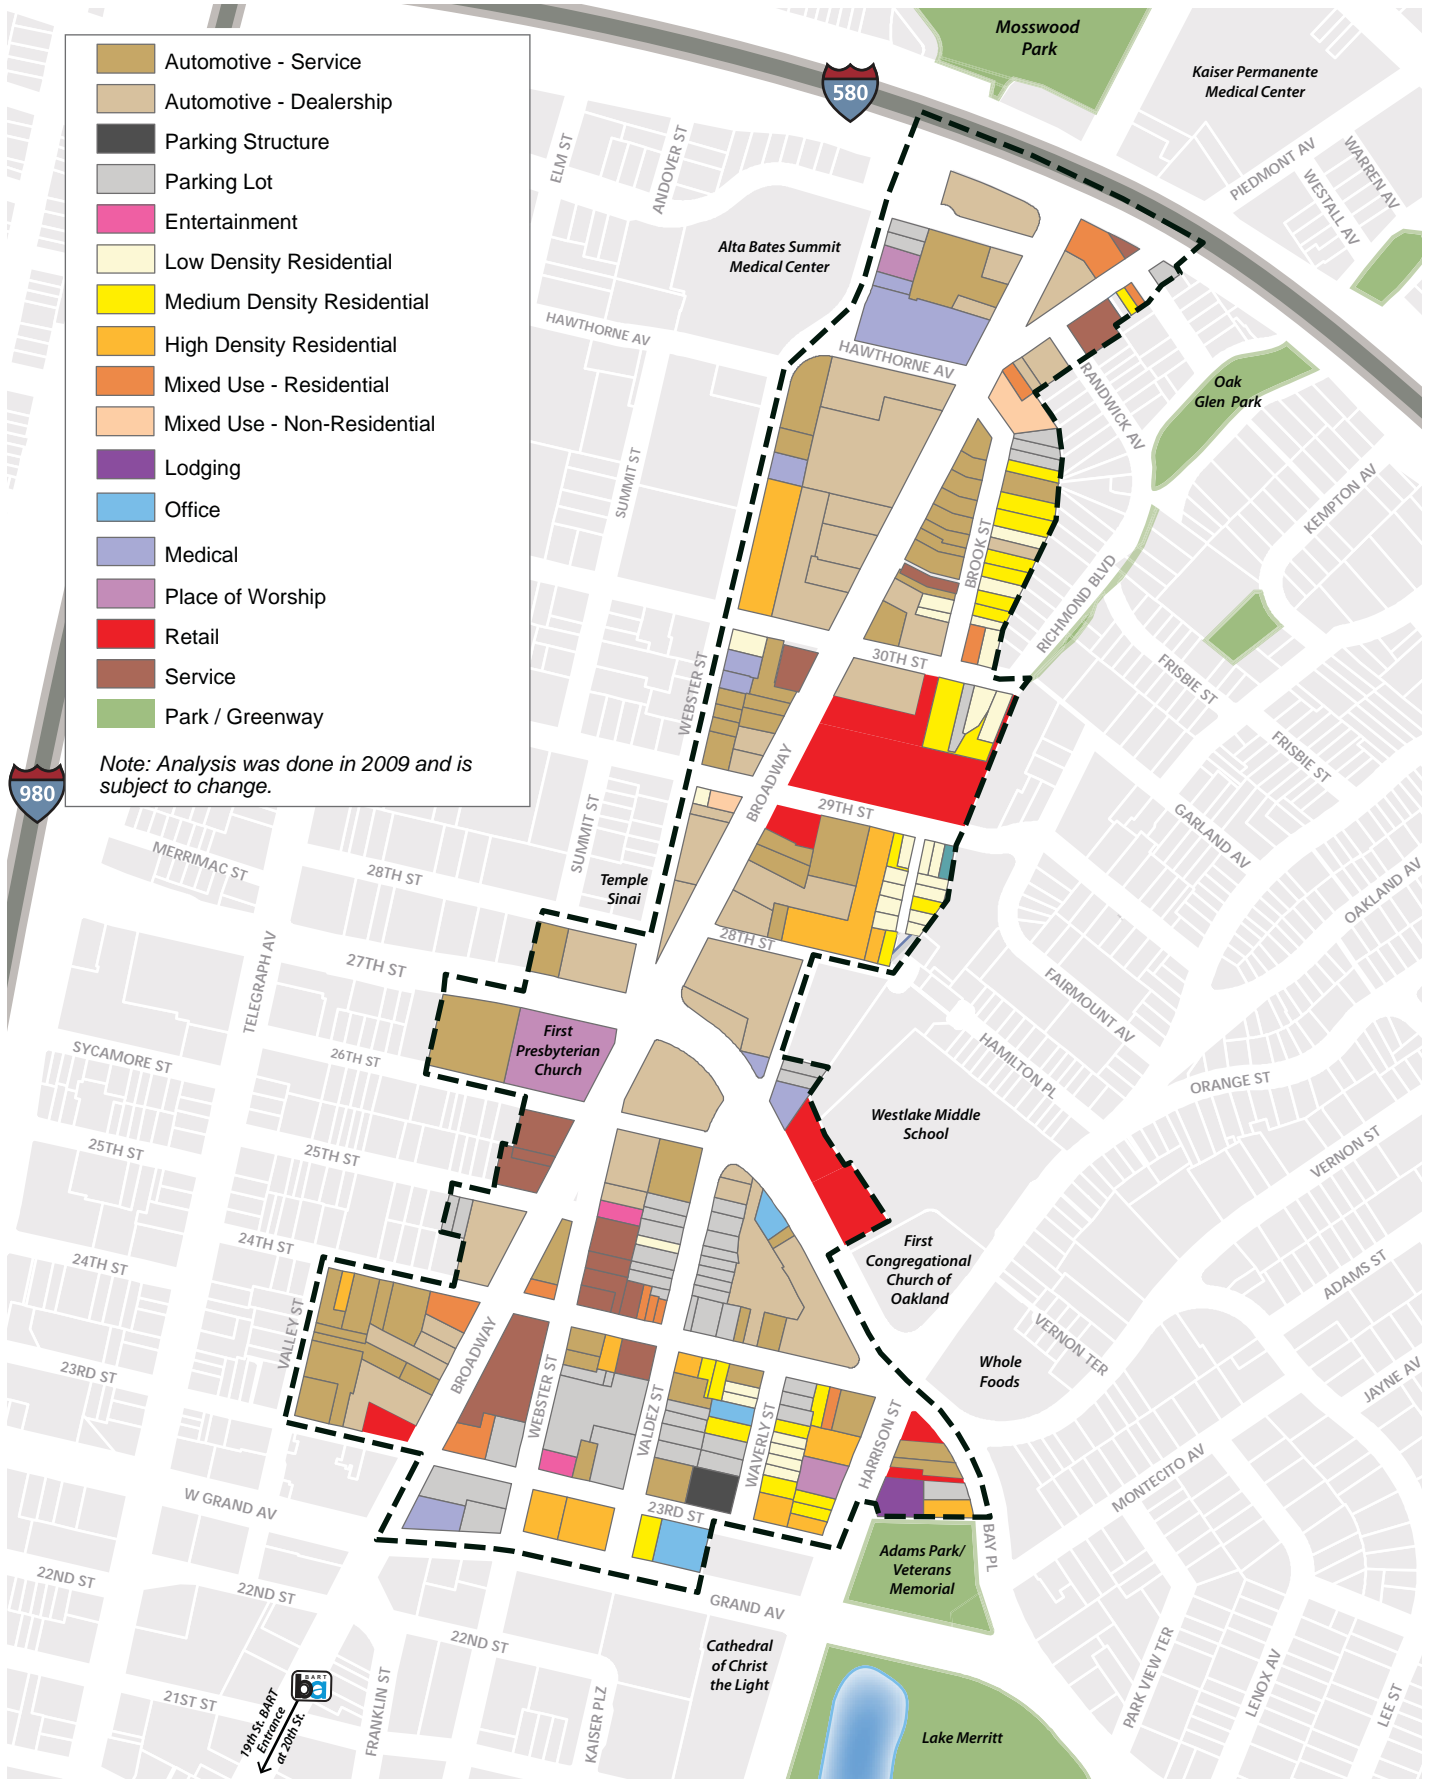 Automotive - Service
Automotive - Dealership
Parking Structure
Parking Lot
Entertainment
Low Density Residential
Medium Density Residential
High Density Residential
Mixed Use - Residential
Mixed Use - Non-Residential
Lodging
Office
Medical
Place of Worship
Retail
Service
Park / Greenway
Note: Analysis was done in 2009 and is
subject to change.
580
980
Mosswood
Park
Kaiser Permanente
Medical Center
PIEDMONT AV
WARREN AV
WESTALL AV
ELM ST
ANDOVER ST
Alta Bates Summit
Medical Center
HAWTHORNE AV
HAWTHORNE AV
Oak
Glen Park
RANDWICK AV
SUMMIT ST
KEMPTON AV
BROOK ST
RICHMOND BLVD
30TH ST
FRISBIE ST
WEBSTER ST
FRISBIE ST
BROADWAY
29TH ST
GARLAND AV
SUMMIT ST
MERRIMAC ST
28TH ST
Temple
Sinai
OAKLAND AV
28TH ST
27TH ST
TELEGRAPH AV
FAIRMOUNT AV
First
Presbyterian
Church
SYCAMORE ST
26TH ST
HAMILTON PL
ORANGE ST
Westlake Middle
School
25TH ST
25TH ST
VERNON ST
24TH ST
24TH ST
First
Congregational
Church of
Oakland
ADAMS ST
VALLEY ST
BROADWAY
VERNON TER
23RD ST
WEBSTER ST
VALDEZ ST
WAVERLY ST
HARRISON ST
Whole
Foods
JAYNE AV
MONTECITO AV
W GRAND AV
23RD ST
BAY PL
Adams Park/
Veterans
Memorial
22ND ST
22ND ST
GRAND AV
22ND ST
Cathedral
of Christ
the Light
PARK VIEW TER
LENOX AV
LEE ST
BART
ba
21ST ST
19th St. BART
Entrance
at 20th St.
FRANKLIN ST
KAISER PLZ
Lake Merritt